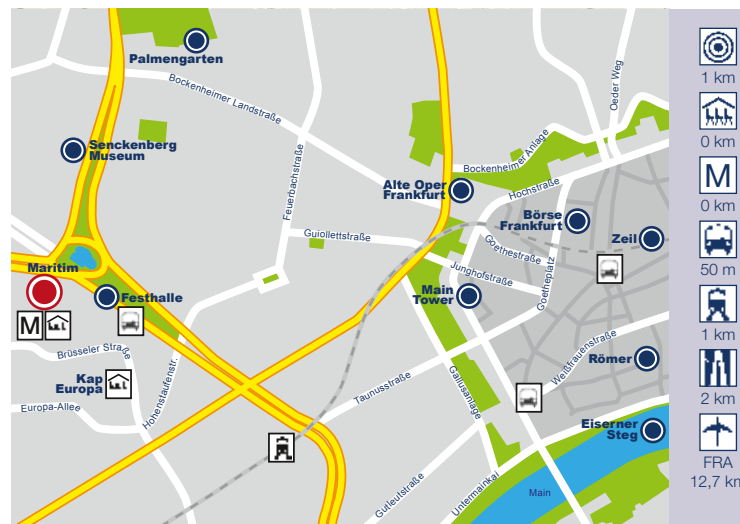 Palmengarten
Bockenheimer Landstraße
Oeder Weg
Senckenberg
Museum
Feuerbachstraße
Bockenheimer Anlage
Alte Oper
Frankfurt
Hochstraße
Börse
Frankfurt
Zeil
Guiollettstraße
Goethestraße
Junghofstraße
Goetheplatz
Maritim
Festhalle
Main
Tower
M
Brüsseler Straße
Kap
Europa
Hohenstaufenstr.
Europa-Allee
Taunusstraße
Gallusanlage
Weißfrauenstraße
Römer
Eiserner
Steg
Gutleutstraße
Untermainkai
Main
1 km
0 km
M
0 km
50 m
1 km
2 km
FRA
12,7 km